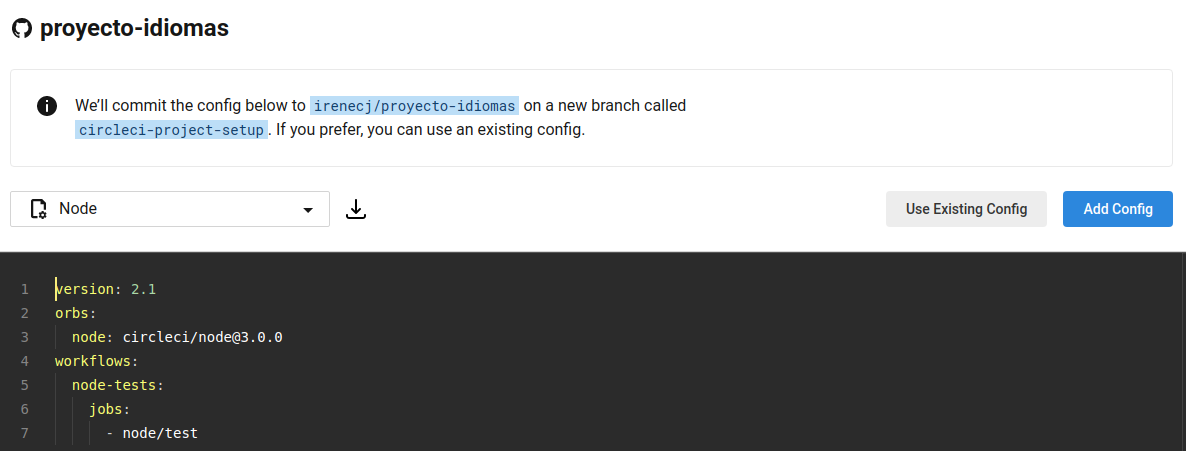 proyecto-idiomas
We'll commit the config below to irenecj/proyecto-idiomas on a new branch called
circleci-project-setup. If you prefer, you can use an existing config.
Node
Use Existing Config
Add Config
1 version: 2.1
2 orbs:
3 node: circleci/node@3.0.0
4 workflows:
5 node-tests:
6 jobs:
7 - node/test